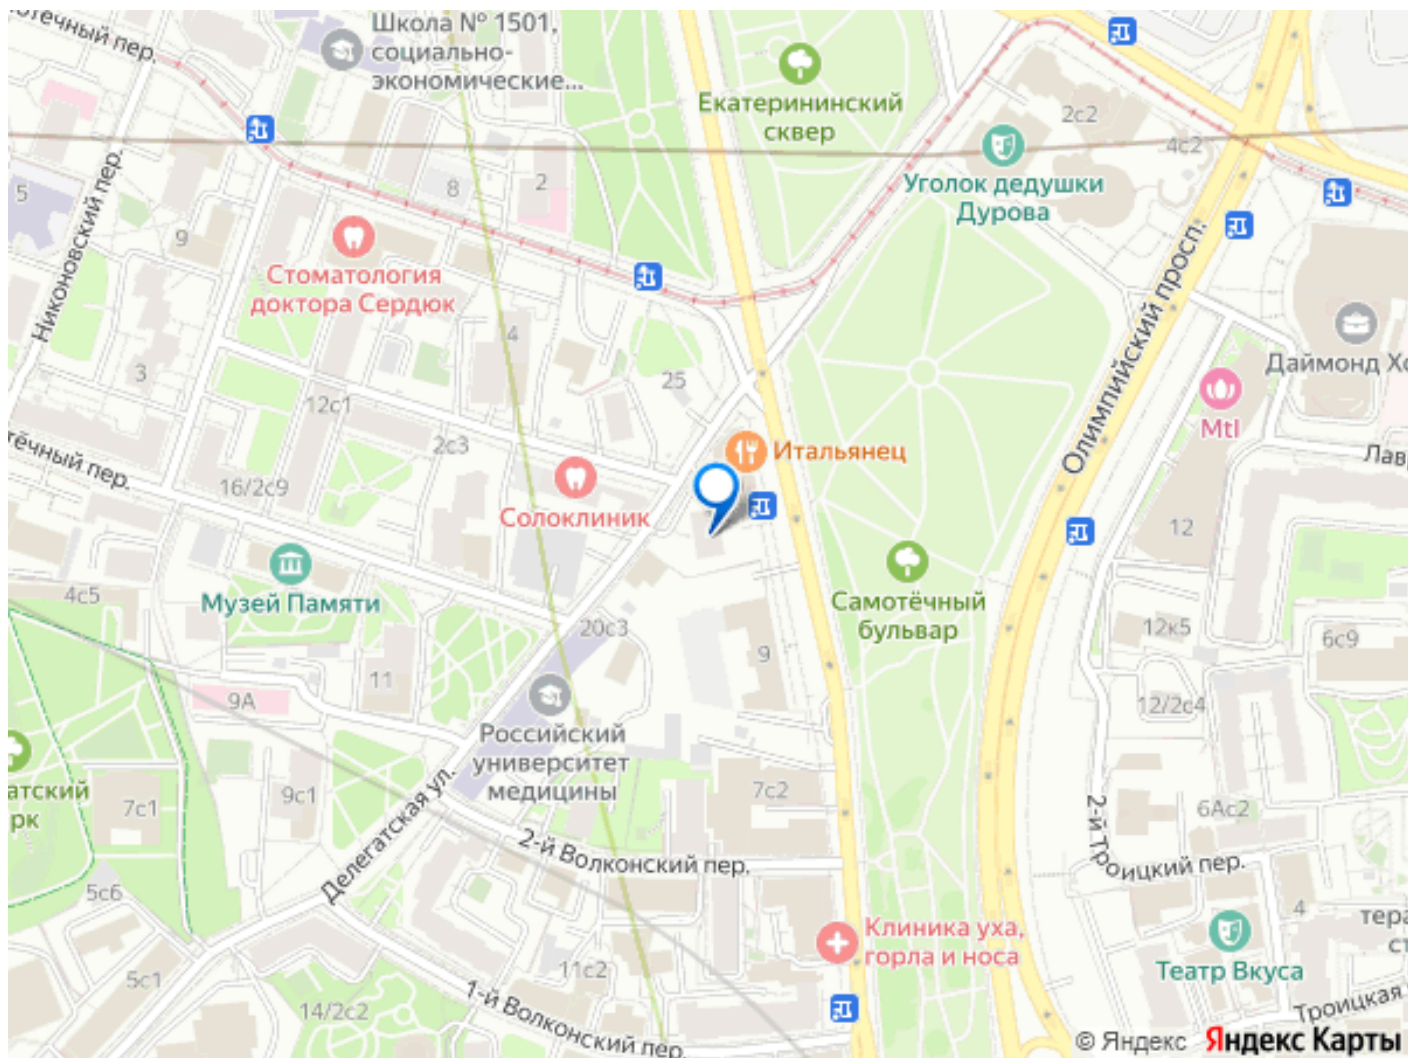 Школа № 1501,
социально-
экономические...
Екатерининский
сквер
2с2
4с2
Уголок дедушки
Дурова
Никоновский пер.
5
8
2
9
Стоматология
доктора Сердюк
4
3
25
12с1
2с3
16/2с9
Солоклиник
Итальянец
Олимпийский просп.
Даймонд Хо
Mtl
Лав
12
Музей Памяти
4с5
20с3
Самотёчный
бульвар
9
12к5
6с9
11
9А
12/2с4
Российский
университет
медицины
7с1
9с1
Делегатская ул.
7с2
6Ас2
2-й Волконский пер.
2-й Троицкий пер.
5с6
4
Клиника уха,
горла и носа
Театр Вкуса
5с1
11с2
14/2с2
1-й Волконский пер.
Троицкая
© Яндекс Яндекс Карты